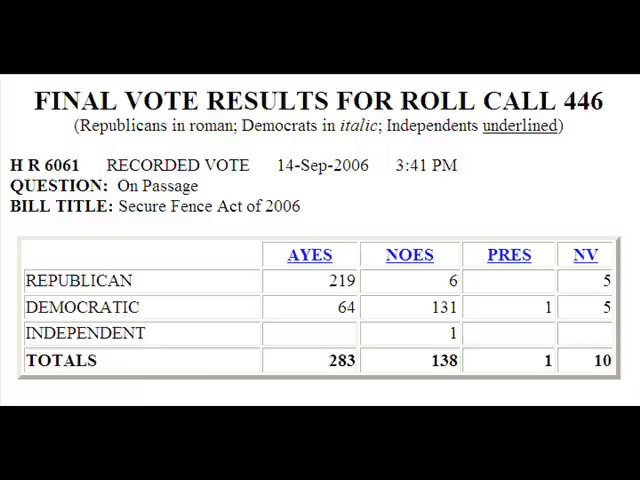 FINAL VOTE RESULTS FOR ROLL CALL 446
(Republicans in roman; Democrats in italic; Independents underlined)
H R 6061 RECORDED VOTE 14-Sep-2006 3:41 PM
QUESTION: On Passage
BILL TITLE: Secure Fence Act of 2006
AYES NOES PRES NV
REPUBLICAN 219 6 5
DEMOCRATIC 64 131 1 5
INDEPENDENT 1
TOTALS 283 138 1 10